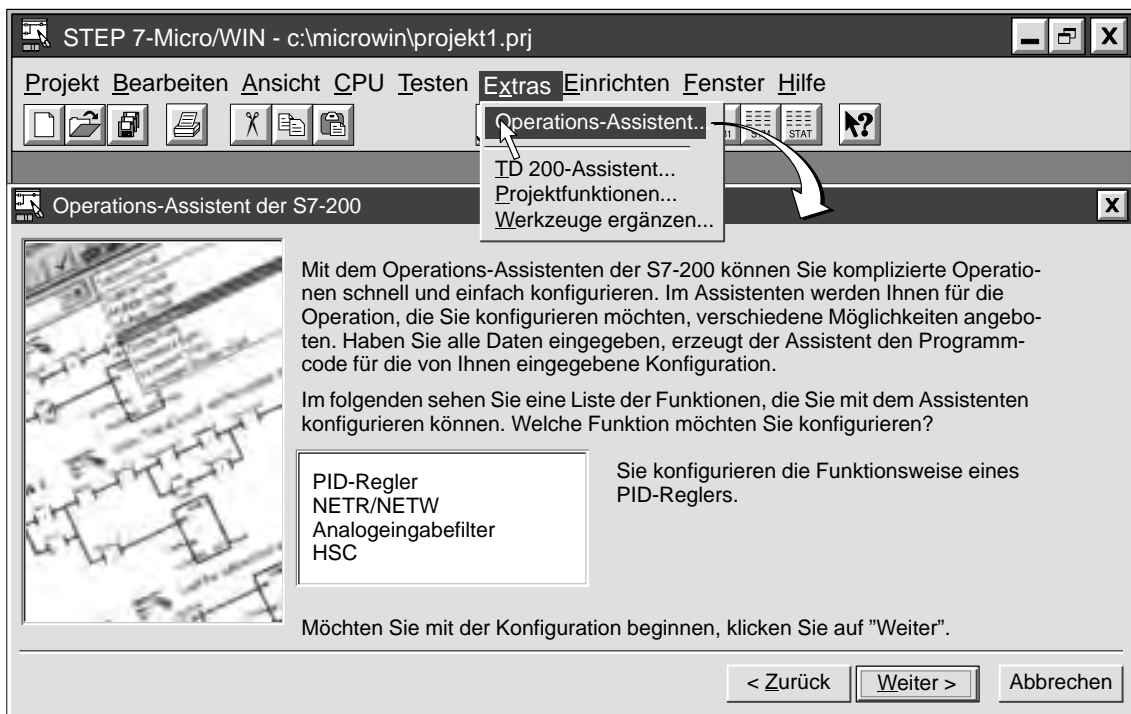 STEP 7-Micro/WIN - c:\microwin\projekt1.prj
Projekt Bearbeiten Ansicht CPU Testen Extras Einrichten Fenster Hilfe
Operations-Assistent...
STAT
TD 200-Assistent...
Projektfunktionen...
Werkzeuge ergänzen...
Operations-Assistent der S7-200
Mit dem Operations-Assistenten der S7-200 können Sie komplizierte Operatio-
nen schnell und einfach konfigurieren. Im Assistenten werden Ihnen für die
Operation, die Sie konfigurieren möchten, verschiedene Möglichkeiten angebo-
ten. Haben Sie alle Daten eingegeben, erzeugt der Assistent den Programm-
code für die von Ihnen eingegebene Konfiguration.
Im folgenden sehen Sie eine Liste der Funktionen, die Sie mit dem Assistenten
konfigurieren können. Welche Funktion möchten Sie konfigurieren?
PID-Regler
NETR/NETW
Analogeingabefilter
HSC
Sie konfigurieren die Funktionsweise eines
PID-Reglers.
Möchten Sie mit der Konfiguration beginnen, klicken Sie auf ”Weiter”.
< Zurück
Weiter >
Abbrechen